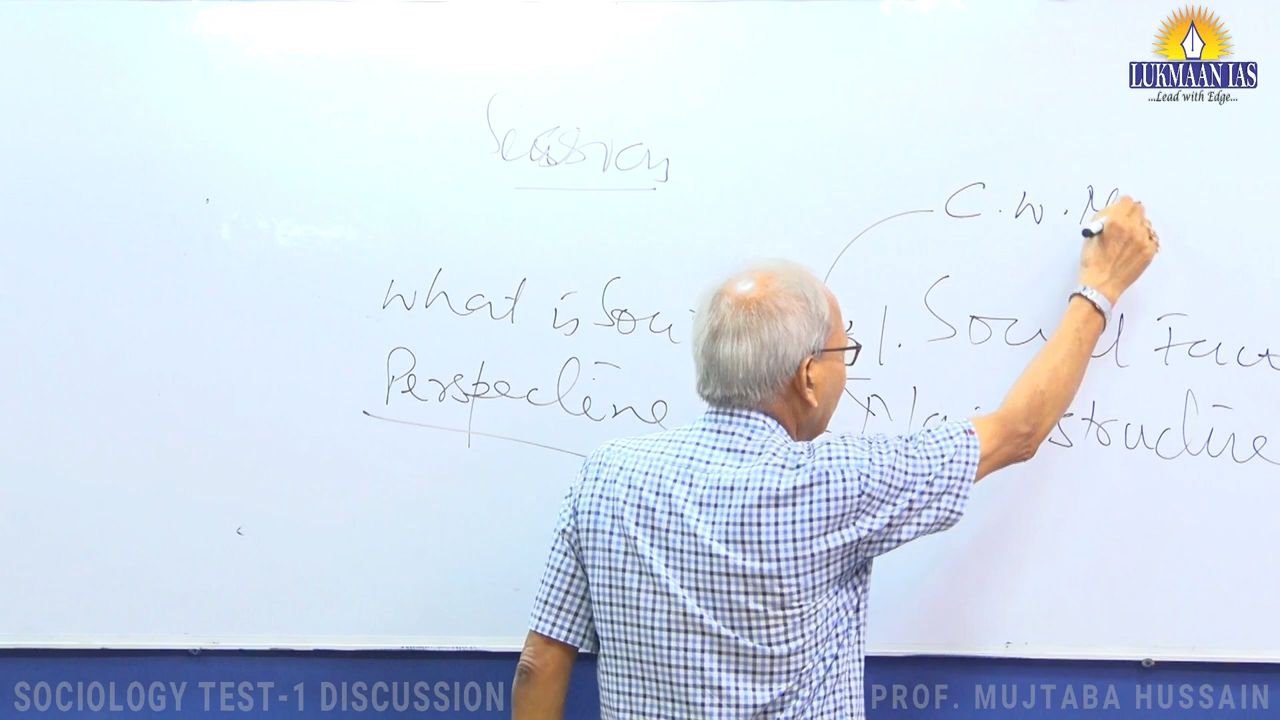 LUKMAAN IAS
...Lead with Edge...
Session
C. W. M
What is Soci
1. Social Fact
Perspective
Structure
SOCIOLOGY TEST-1 DISCUSSION
PROF. MUJTABA HUSSAIN